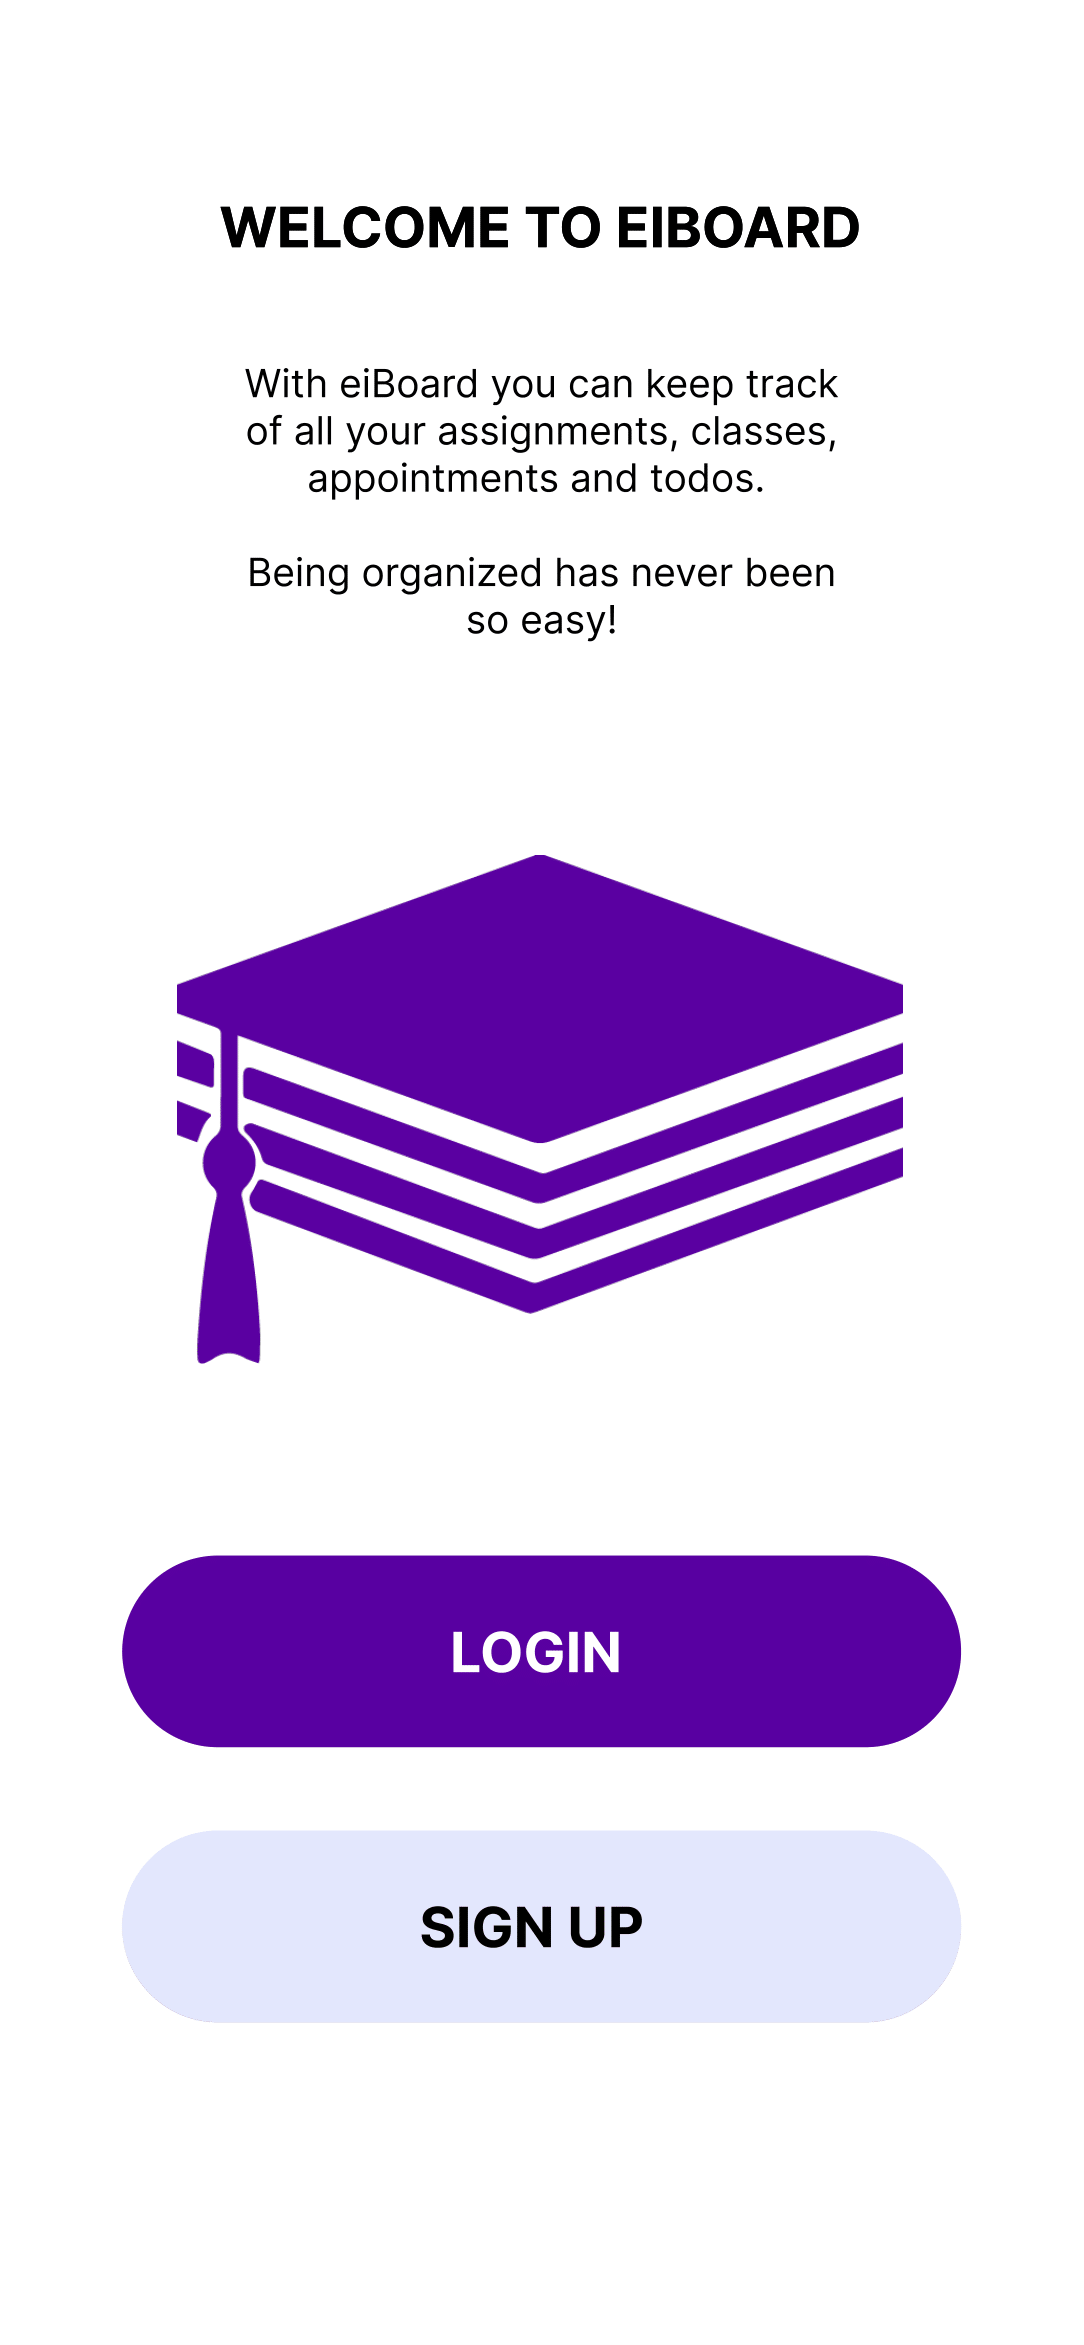 WELCOME TO EIBOARD
With eiBoard you can keep track
of all your assignments, classes,
appointments and todos.
Being organized has never been
so easy!
LOGIN
SIGN UP